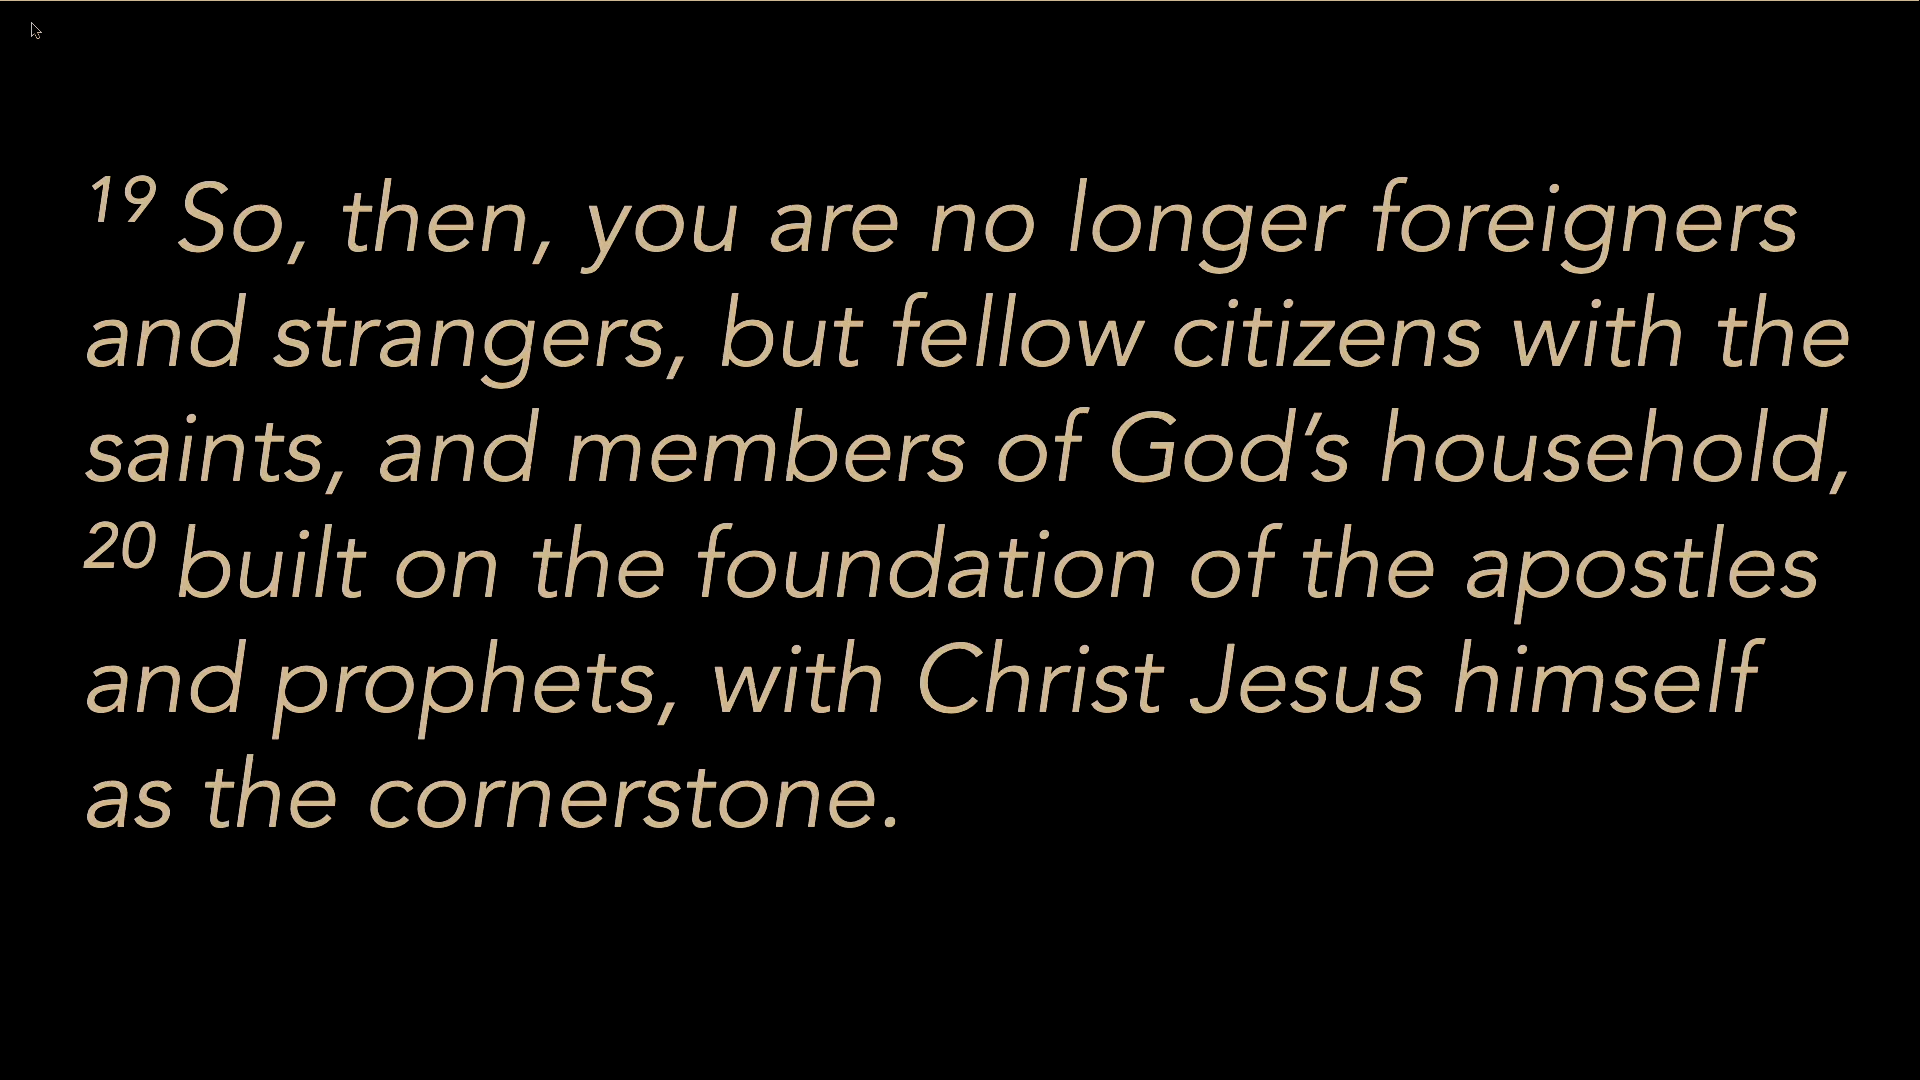 19 So, then, you are no longer foreigners
and strangers, but fellow citizens with the
saints, and members of God’s household,
20 built on the foundation of the apostles
and prophets, with Christ Jesus himself
as the cornerstone.